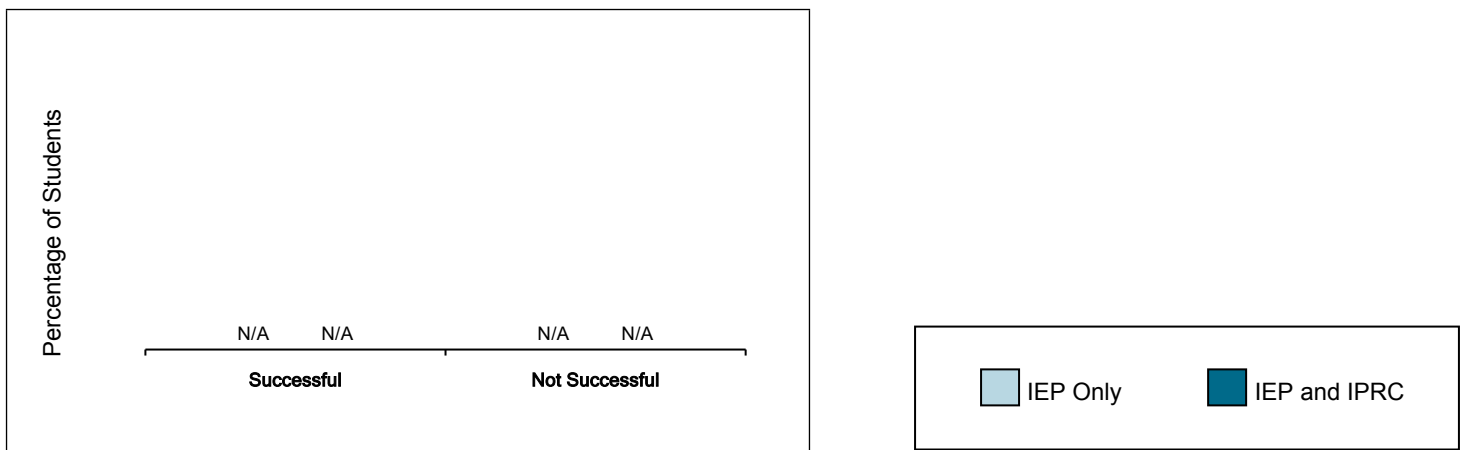 Percentage of Students
N/A N/A N/A N/A
Successful Not Successful
IEP Only IEP and IPRC